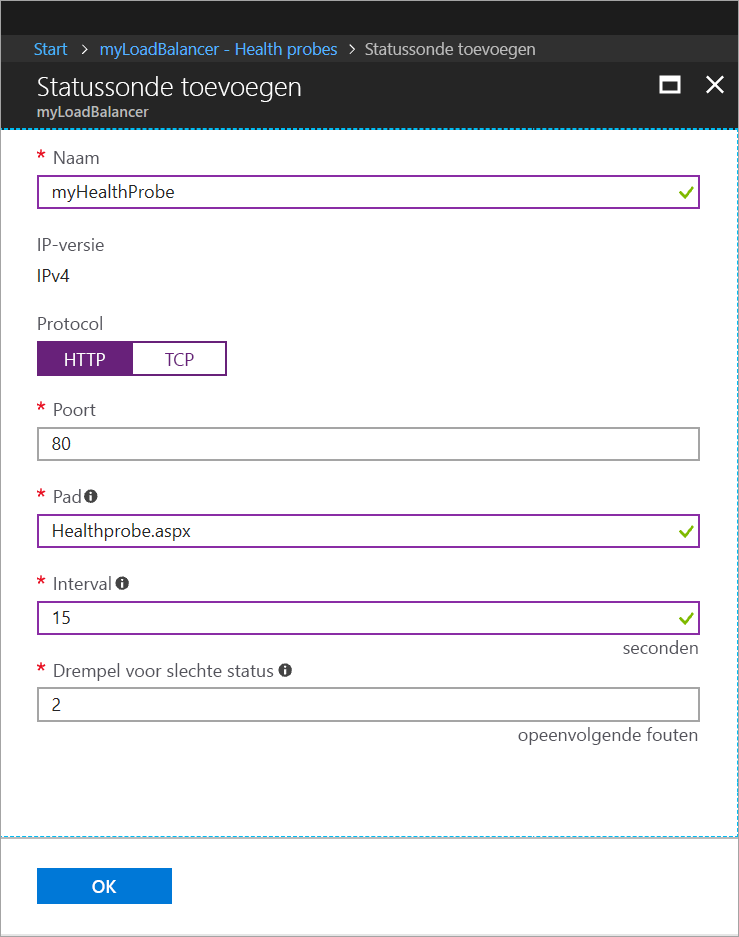 Start > myLoadBalancer - Health probes > Statussonde toevoegen
Statussonde toevoegen
myLoadBalancer
* Naam
myHealthProbe
IP-versie
IPv4
Protocol
HTTP TCP
* Poort
80
* Pad
Healthprobe.aspx
* Interval
15
seconden
* Drempel voor slechte status
2
opeenvolgende fouten
OK